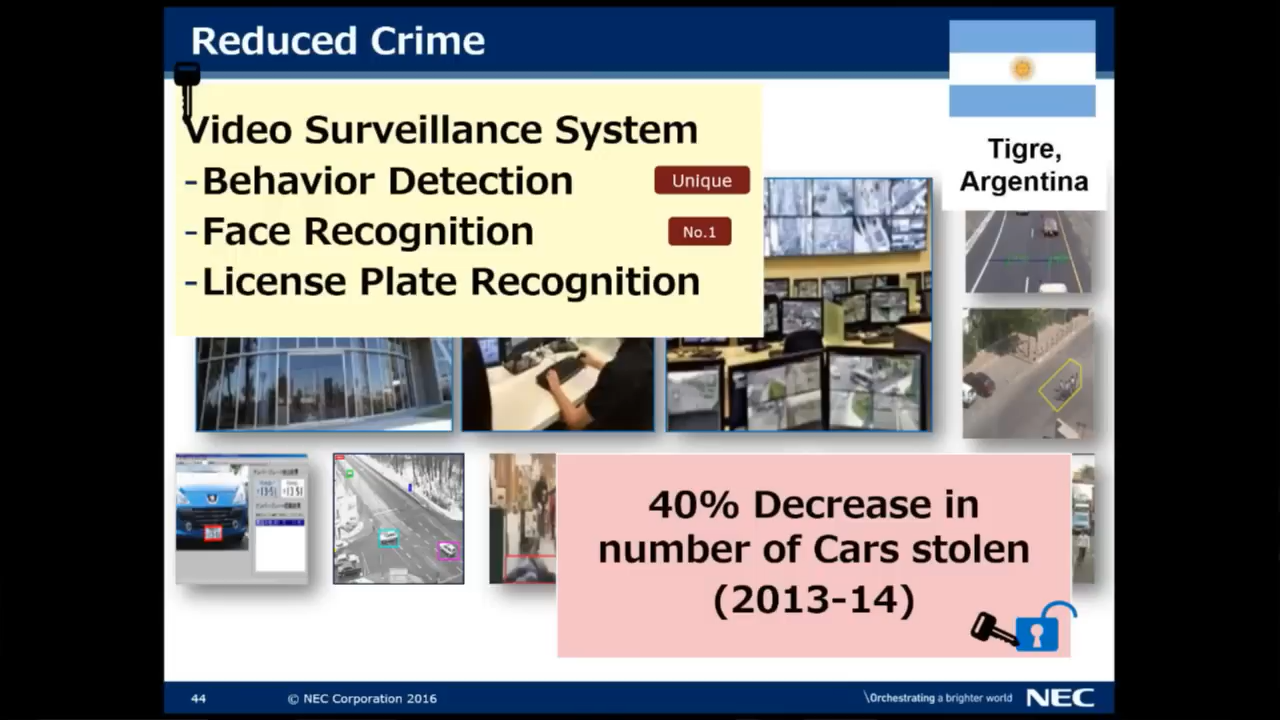 Reduced Crime
Video Surveillance System
-Behavior Detection
Unique
-Face Recognition
No.1
-License Plate Recognition
Tigre,
Argentina
40% Decrease in
number of Cars stolen
(2013-14)
44
© NEC Corporation 2016
\Orchestrating a brighter world
NEC